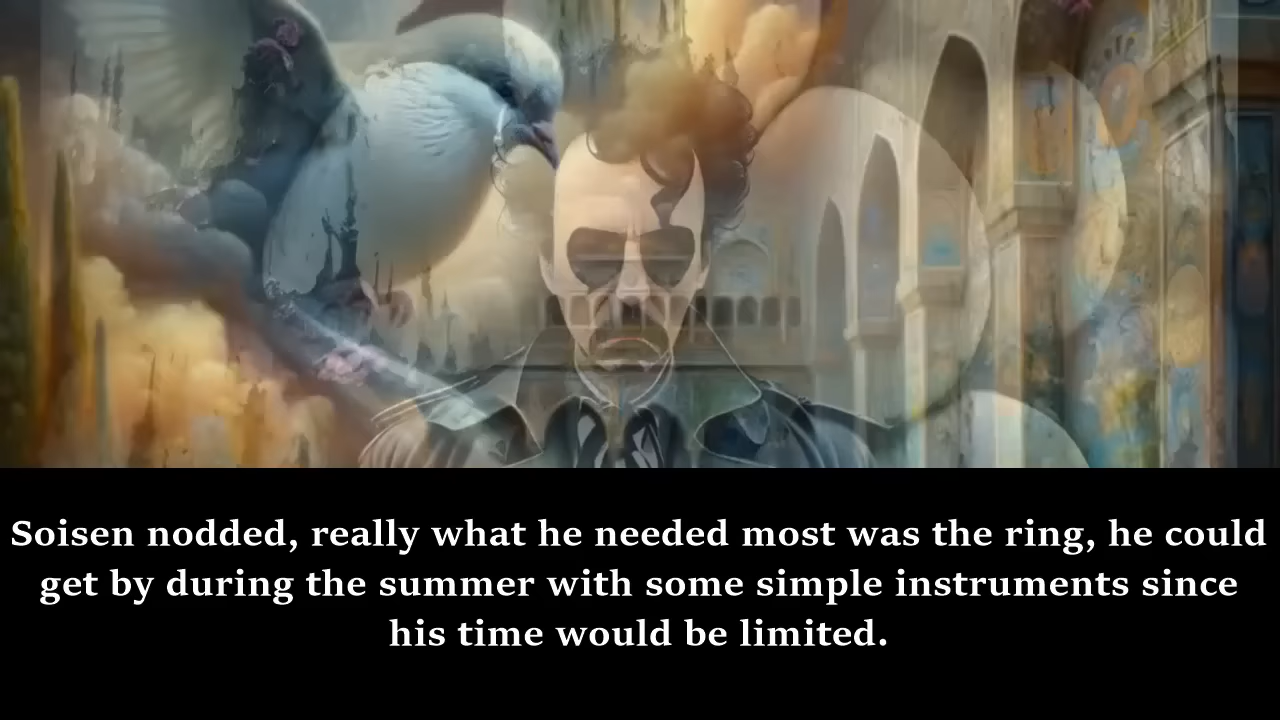 Soisen nodded, really what he needed most was the ring, he could
get by during the summer with some simple instruments since
his time would be limited.